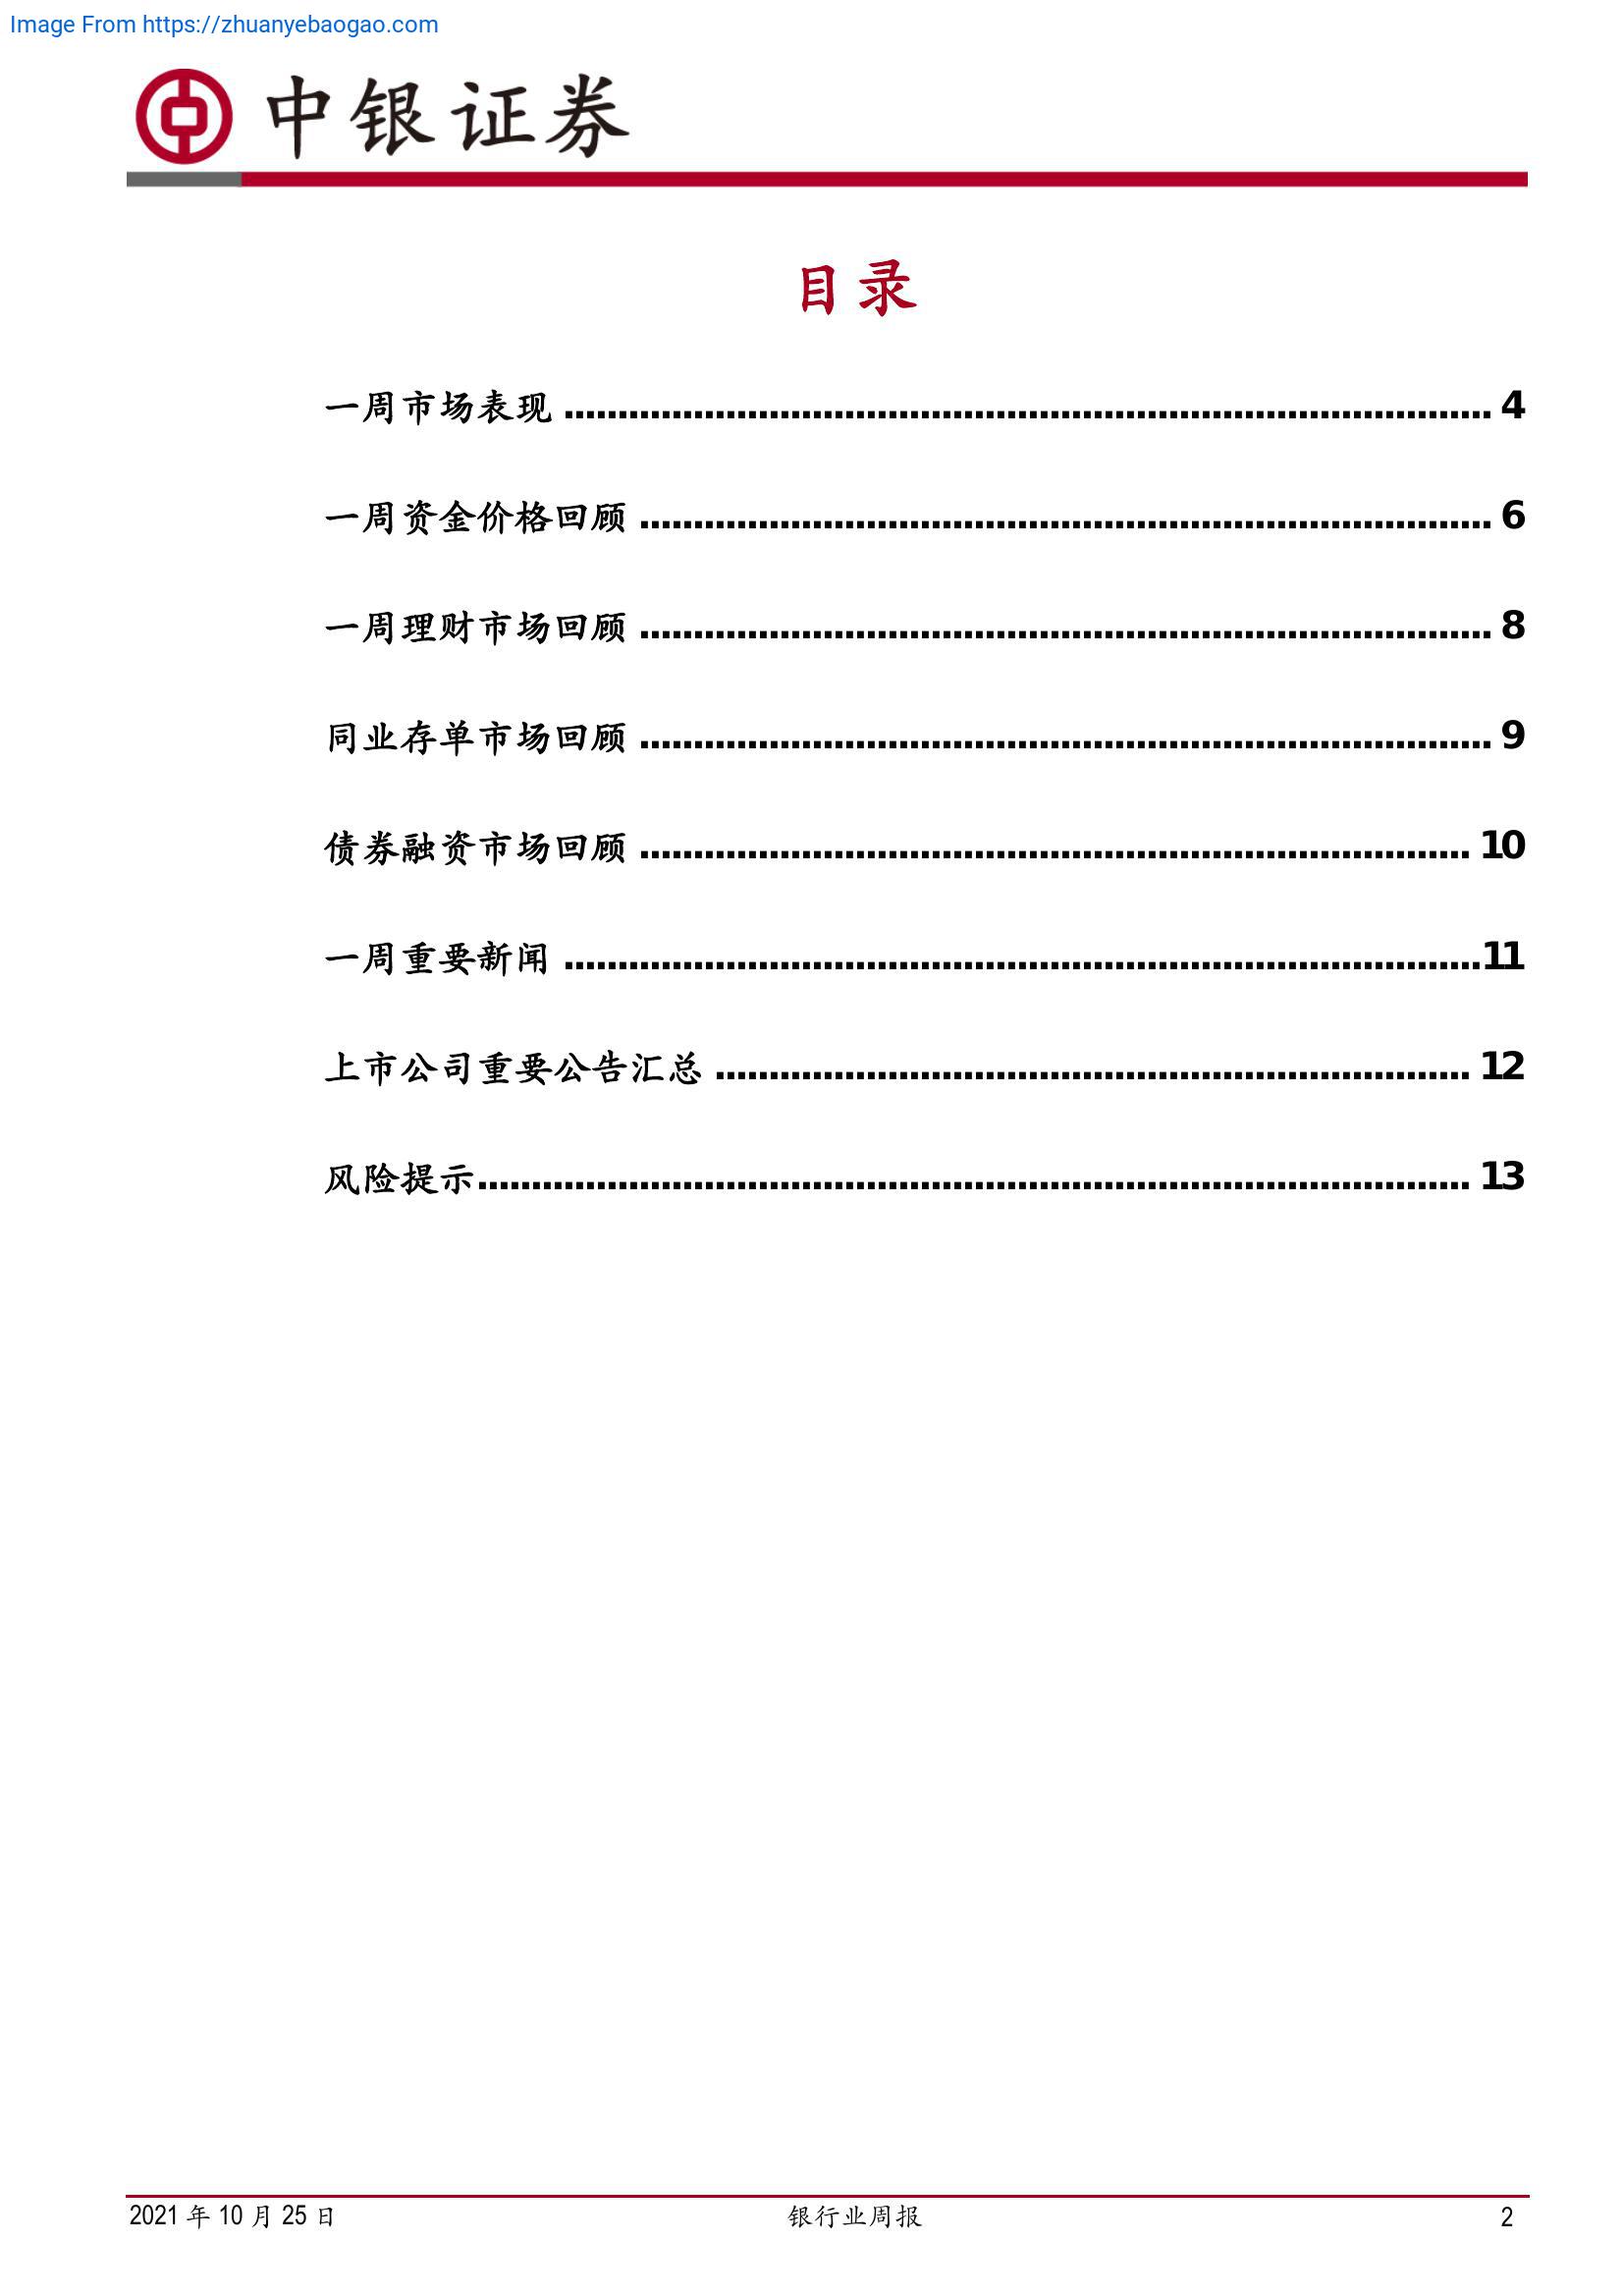 Image From https://zhuanyebaogao.com
中银证券
目录
一周市场表现 ........................................................................................ 4
一周资金价格回顾 ................................................................................ 6
一周理财市场回顾 ................................................................................ 8
同业存单市场回顾 ................................................................................ 9
债券融资市场回顾 .............................................................................. 10
一周重要新闻 .......................................................................................11
上市公司重要公告汇总 ....................................................................... 12
风险提示.............................................................................................. 13
2021 年 10 月 25 日 银行业周报 2